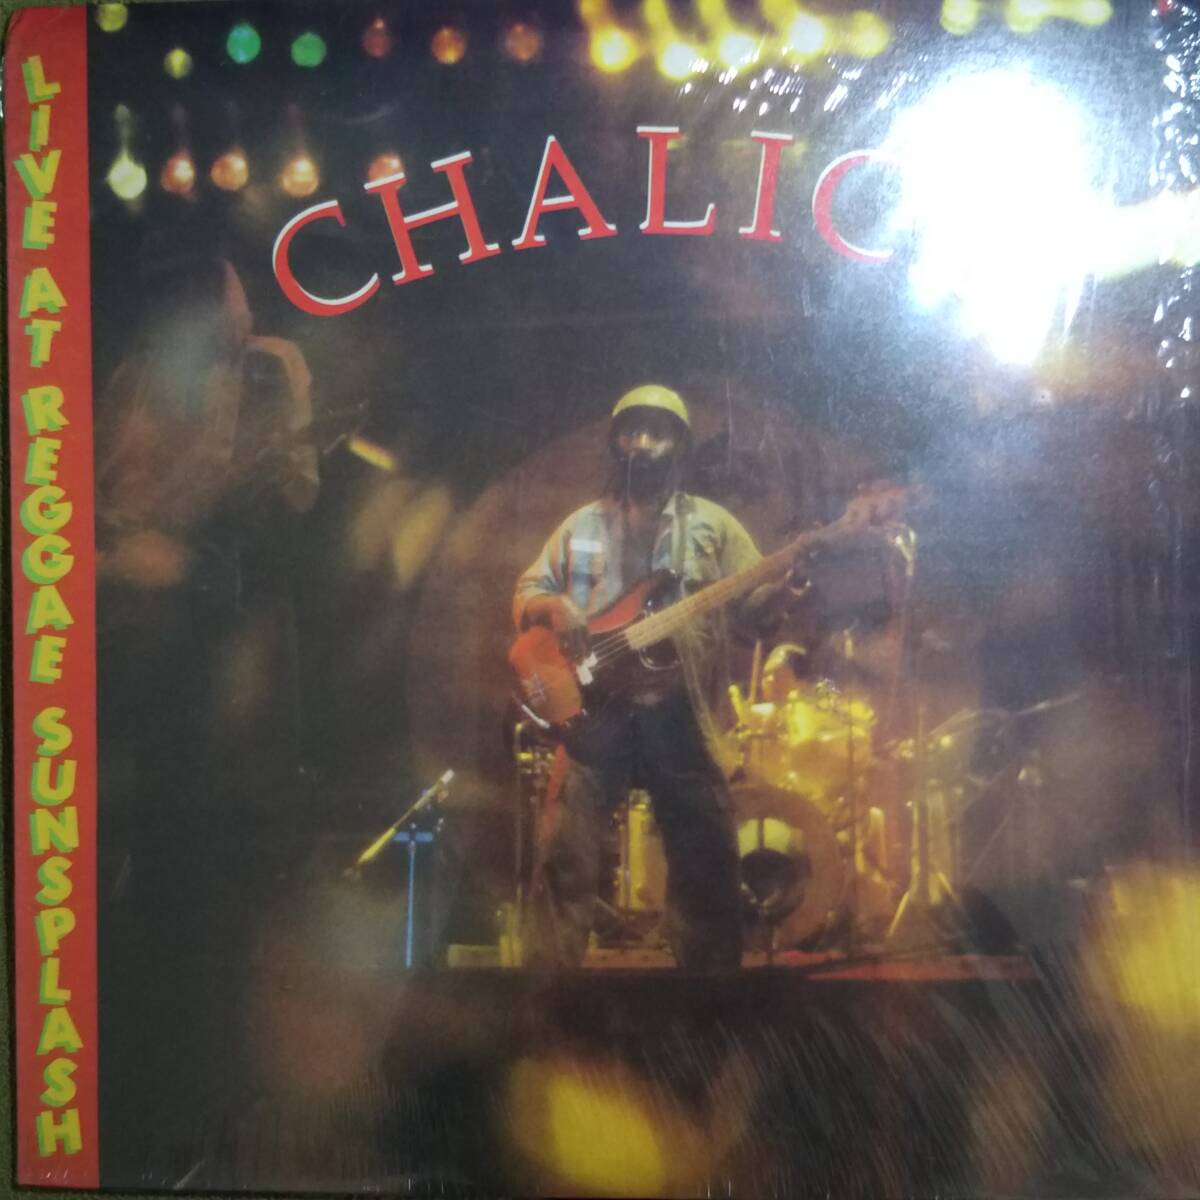 LIVE AT REGGAE SUNSPLASH
CHALIC